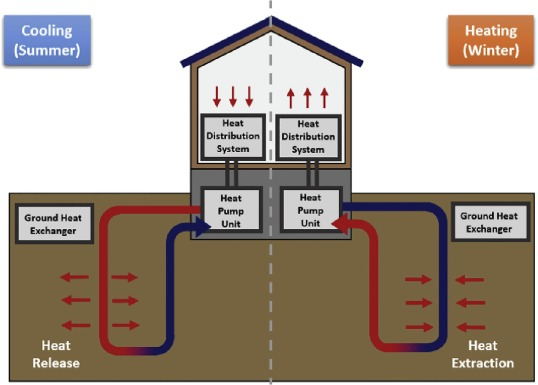 Cooling
(Summer)
Heating
(Winter)
Heat
Distribution
System
Heat
Distribution
System
Heat
Pump
Unit
Heat
Pump
Unit
Ground Heat
Exchanger
Ground Heat
Exchanger
Heat
Release
Heat
Extraction